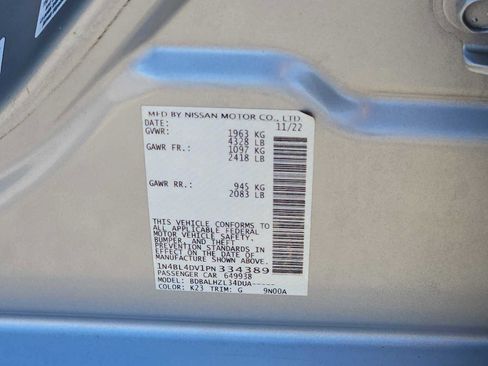 MFD BY NISSAN MOTOR CO., LTD.
DATE: 11/22
GVWR: 1963 KG
4328 LB
GAWR FR: 1097 KG
2418 LB
GAWR RR: 945 KG
2083 LB
THIS VEHICLE CONFORMS TO
ALL APPLICABLE FEDERAL
MOTOR VEHICLE SAFETY,
BUMPER, AND THEFT
PREVENTION STANDARDS IN
EFFECT ON THE DATE OF
MANUFACTURE SHOWN ABOVE.
1N4BL4DV1PN334389
PASSENGER CAR 649938
MODEL: BDBALHZL34DUA-----
COLOR: K23 TRIM: G 9N00A